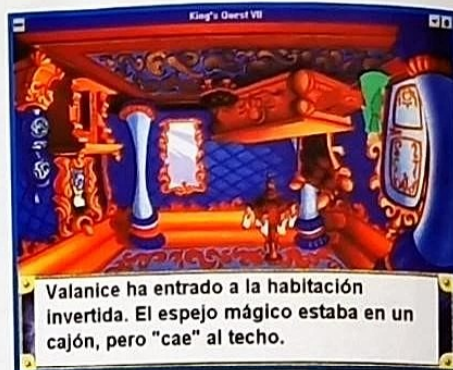 King's Quest VII
Valanice ha entrado a la habitación
invertida. El espejo mágico estaba en un
cajón, pero "cae" al techo.